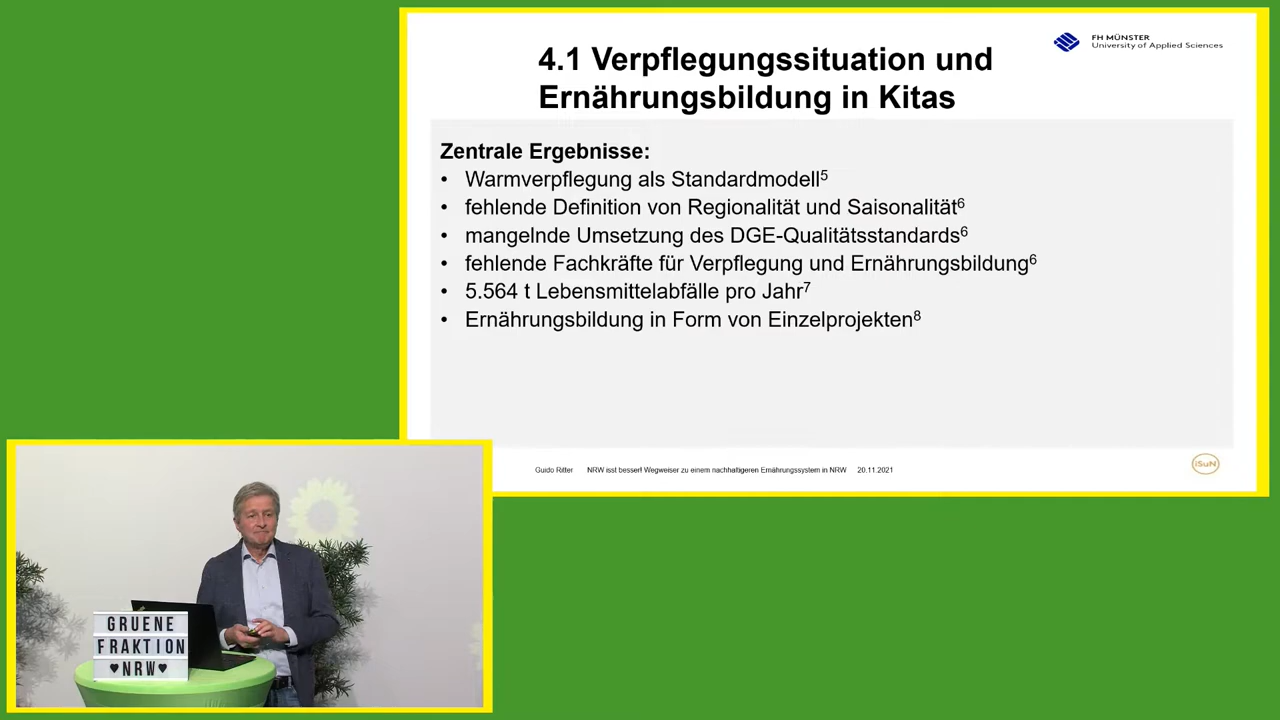 4.1 Verpflegungssituation und
Ernährungsbildung in Kitas
FH MÜNSTER
University of Applied Sciences
Zentrale Ergebnisse:
• Warmverpflegung als Standardmodell⁵
• fehlende Definition von Regionalität und Saisonalität⁶
• mangelnde Umsetzung des DGE-Qualitätsstandards⁶
• fehlende Fachkräfte für Verpflegung und Ernährungsbildung⁶
• 5.564 t Lebensmittelabfälle pro Jahr⁷
• Ernährungsbildung in Form von Einzelprojekten⁸
Guido Ritter NRW isst besser! Wegweiser zu einem nachhaltigeren Ernährungssystem in NRW 20.11.2021
iSuN
GRUENE
FRAKTION
♥NRW♥